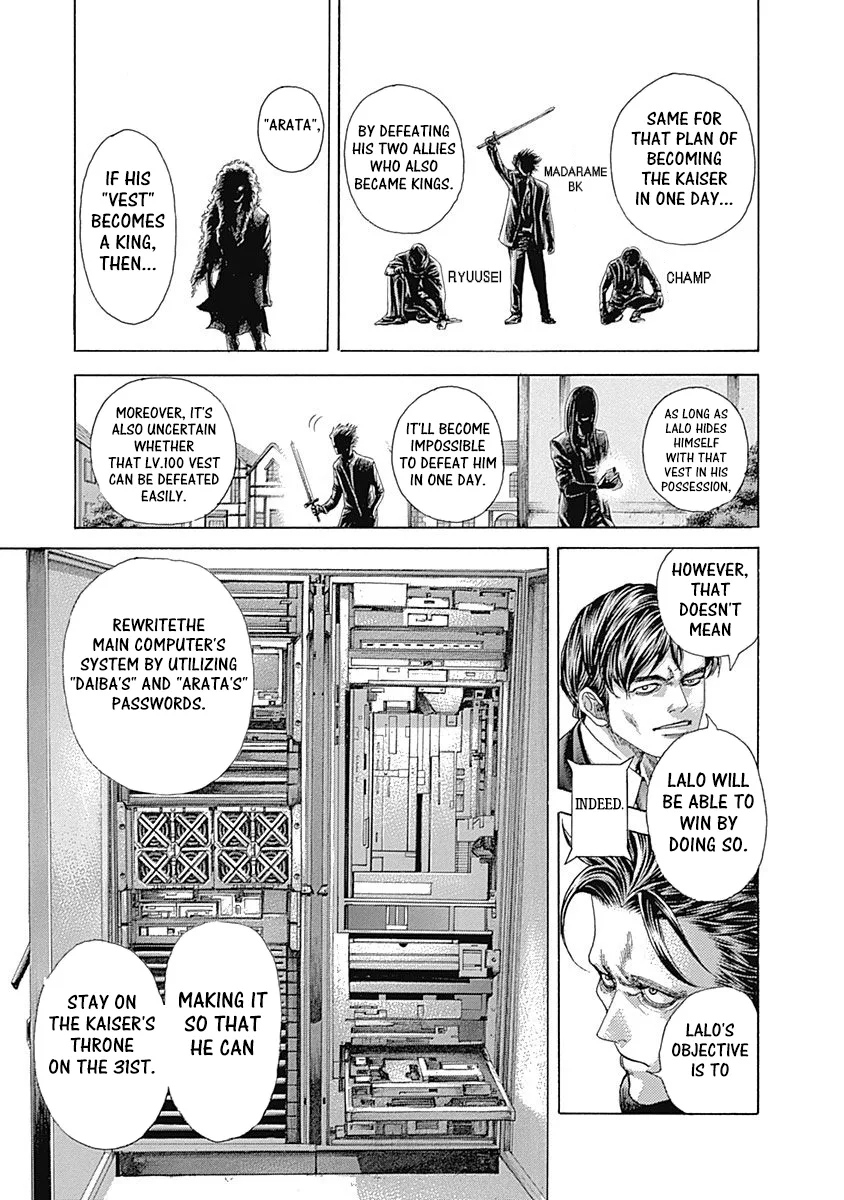 SAME FOR
THAT PLAN OF
BECOMING
THE KAISER
IN ONE DAY...
BY DEFEATING
HIS TWO ALLIES
WHO ALSO
BECAME KINGS.
MADARAME
BK
RYUUSEI
CHAMP
"ARATA",
IF HIS
"VEST"
BECOMES
A KING,
THEN...
AS LONG AS
LALO HIDES
HIMSELF
WITH THAT
VEST IN HIS
POSSESSION,
IT'LL BECOME
IMPOSSIBLE
TO DEFEAT HIM
IN ONE DAY.
MOREOVER, IT'S
ALSO UNCERTAIN
WHETHER
THAT LV.100 VEST
CAN BE DEFEATED
EASILY.
HOWEVER,
THAT
DOESN'T
MEAN
LALO WILL
BE ABLE TO
WIN BY
DOING SO.
INDEED.
LALO'S
OBJECTIVE
IS TO
REWRITETHE
MAIN COMPUTER'S
SYSTEM BY UTILIZING
"DAIBA'S" AND "ARATA'S"
PASSWORDS.
MAKING IT
SO THAT
HE CAN
STAY ON
THE KAISER'S
THRONE
ON THE 31ST.